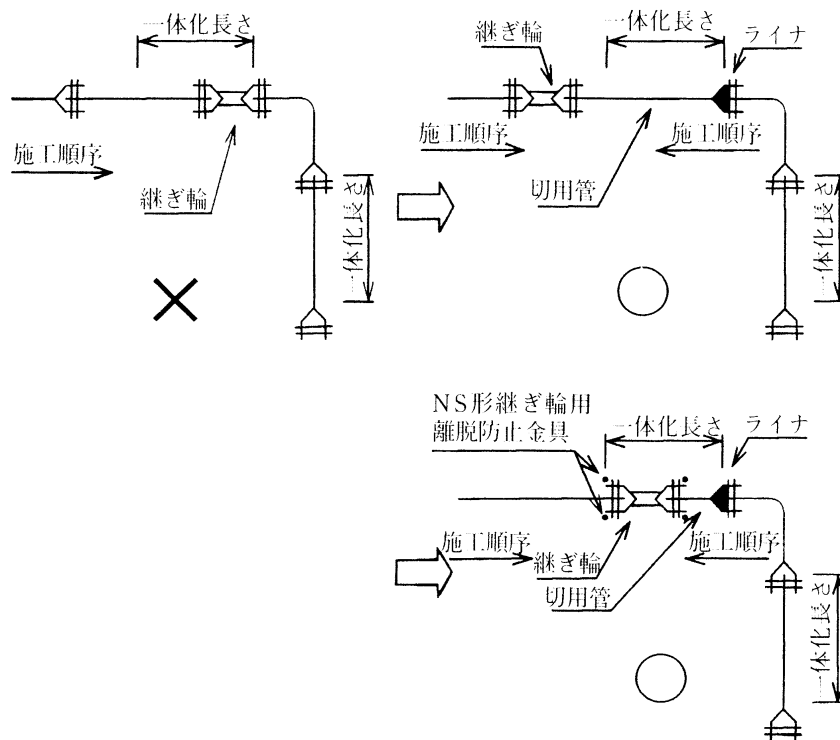 一体化長さ
施工順序
継ぎ輪
一体化長さ
継ぎ輪
一体化長さ
ライナ
施工順序
施工順序
切用管
一体化長さ
NS形継ぎ輪用
離脱防止金具
一体化長さ
ライナ
施工順序
継ぎ輪
施工順序
切用管
一体化長さ